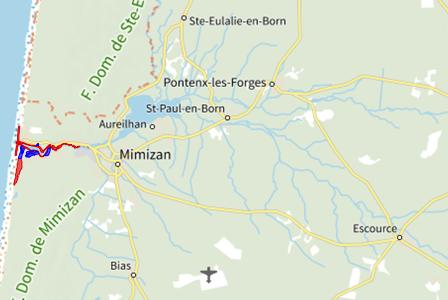 Ste-Eulalie-en-Born
F. Dom. de Ste-E
Pontenx-les-Forges
St-Paul-en-Born
Aureilhan
Mimizan
Dom. de Mimizan
Escource
Bias